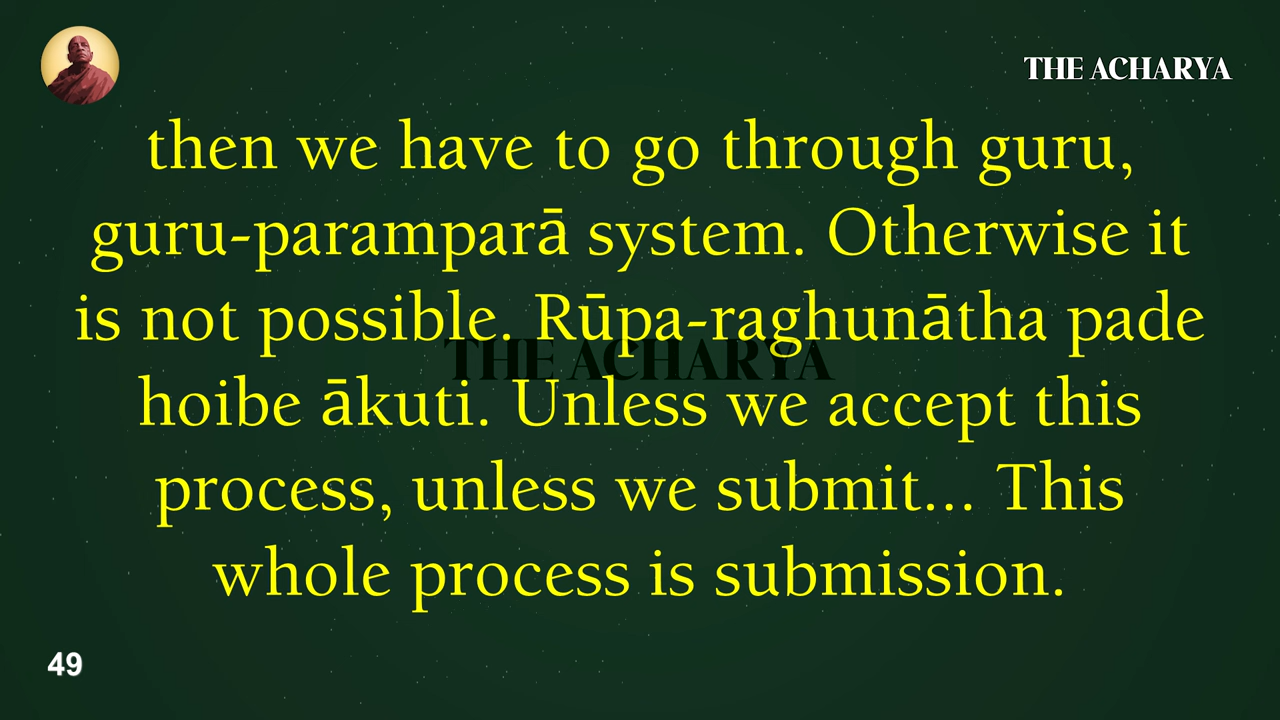 THE ACHARYA
then we have to go through guru,
guru-paramparā system. Otherwise it
is not possible. Rūpa-raghunātha pade
THE ACHARYA
hoibe ākuti. Unless we accept this
process, unless we submit... This
whole process is submission.
49